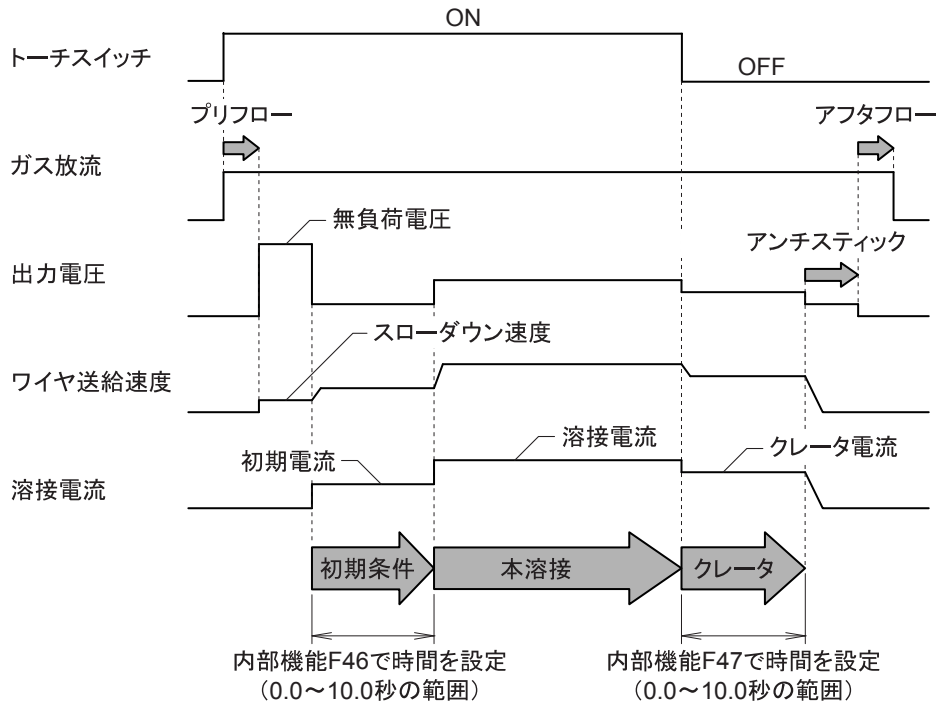 ON
トーチスイッチ
OFF
プリフロー
アフタフロー
ガス放流
無負荷電圧
アンチスティック
出力電圧
スローダウン速度
ワイヤ送給速度
溶接電流
初期電流
クレータ電流
溶接電流
初期条件
本溶接
クレータ
内部機能F46で時間を設定
（0.0～10.0秒の範囲）
内部機能F47で時間を設定
（0.0～10.0秒の範囲）